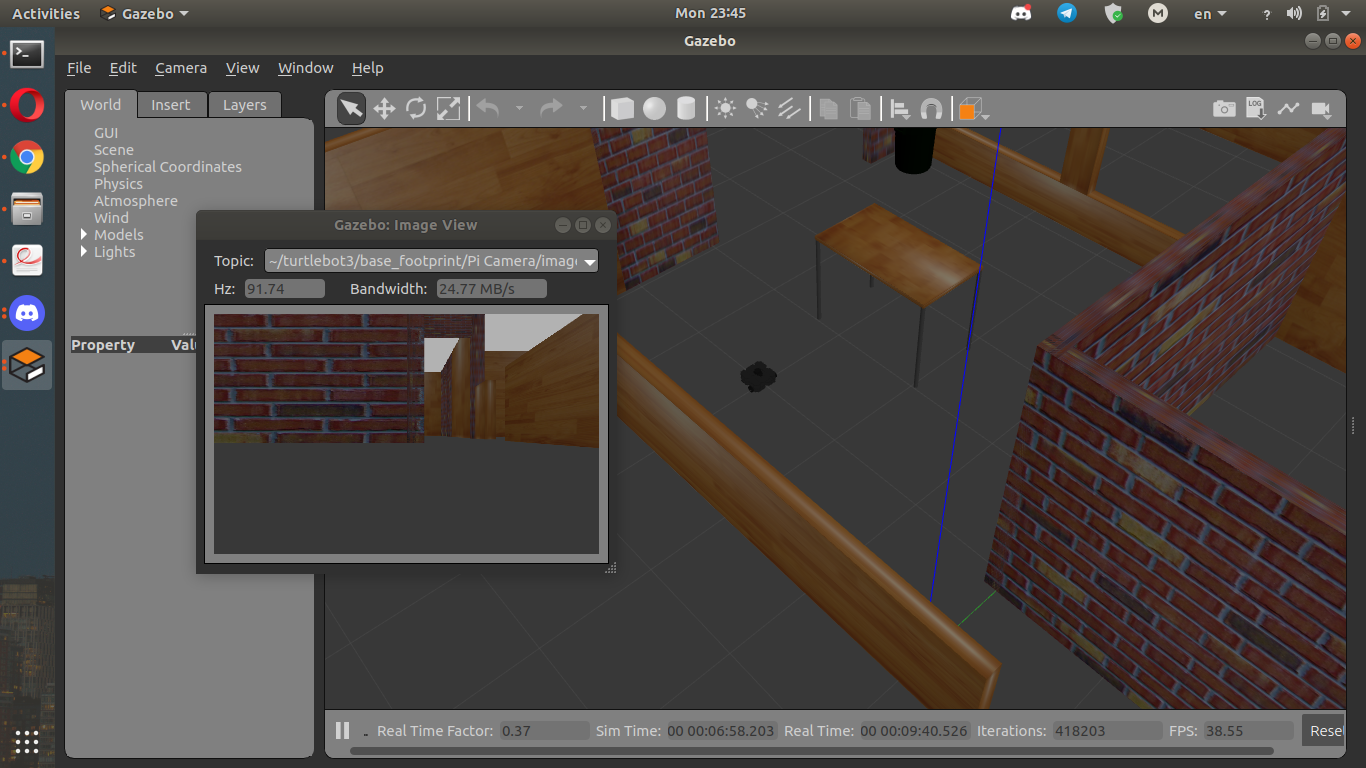 Activities Gazebo Mon 23:45 M en ?
Gazebo
File Edit Camera View Window Help
World Insert Layers
LOG
GUI
Scene
Spherical Coordinates
Physics
Atmosphere
Wind
Models
Lights
Property Valu
Gazebo: Image View
Topic: ~/turtlebot3/base_footprint/Pi Camera/image
Hz: 91.74 Bandwidth: 24.77 MB/s
Real Time Factor: 0.37 Sim Time: 00 00:06:58.203 Real Time: 00 00:09:40.526 Iterations: 418203 FPS: 38.55 Reset